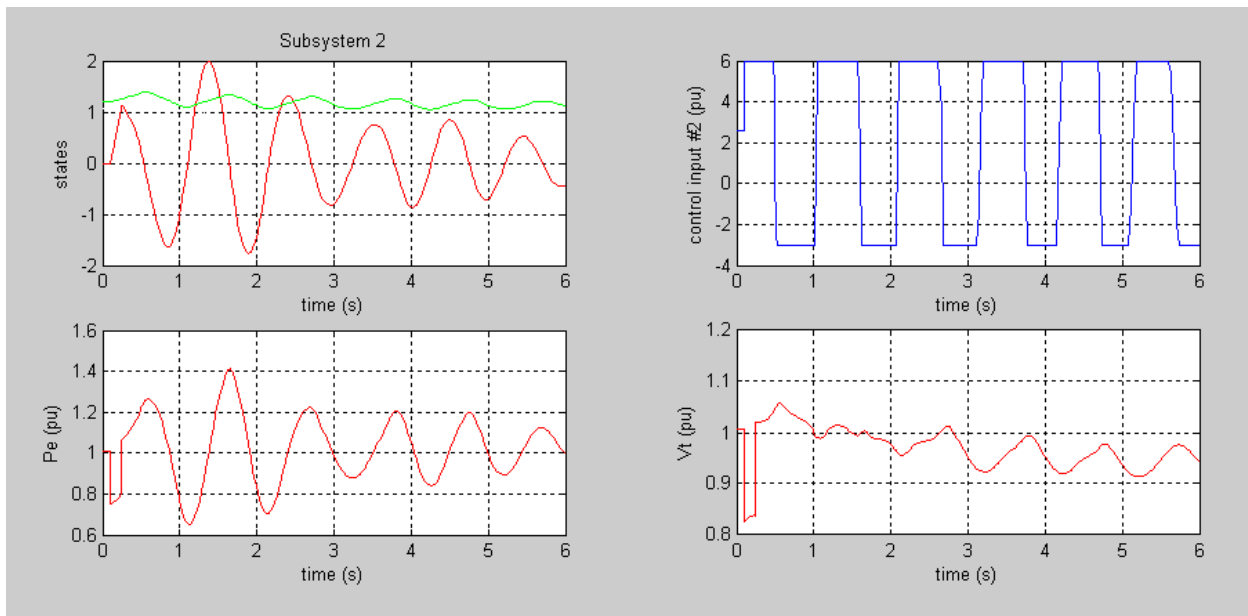 Subsystem 2
states
2
1
0
-1
-2
0 1 2 3 4 5 6
time (s)
control input #2 (pu)
6
4
2
0
-2
-4
0 1 2 3 4 5 6
time (s)
Pe (pu)
1.6
1.4
1.2
1
0.8
0.6
0 1 2 3 4 5 6
time (s)
Vt (pu)
1.2
1.1
1
0.9
0.8
0 1 2 3 4 5 6
time (s)